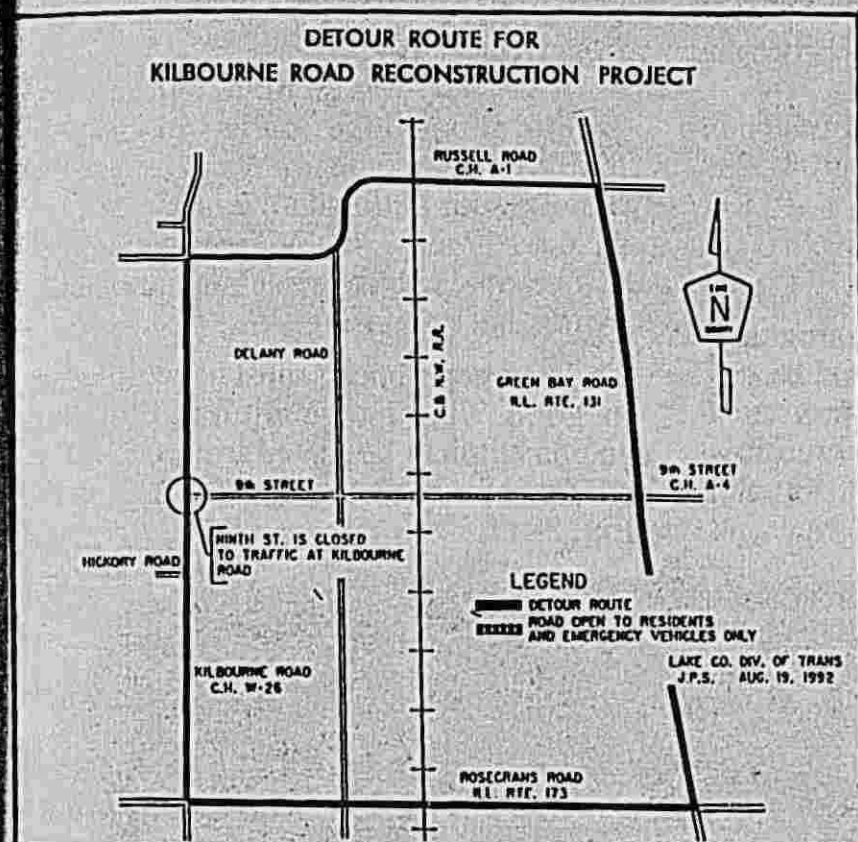 DETOUR ROUTE FOR
KILBOURNE ROAD RECONSTRUCTION PROJECT
RUSSELL ROAD
C.H. A-1
N
DELANY ROAD
C.& N.W. R.R.
GREEN BAY ROAD
ILL. RTE. 131
9th STREET
9th STREET
C.H. A-4
NINTH ST. IS CLOSED
TO TRAFFIC AT KILBOURNE
ROAD
HICKORY ROAD
LEGEND
DETOUR ROUTE
ROAD OPEN TO RESIDENTS
AND EMERGENCY VEHICLES ONLY
KILBOURNE ROAD
C.H. W-26
LAKE CO. DIV. OF TRANS
J.P.S. AUG. 19, 1992
ROSECRANS ROAD
ILL. RTE. 173